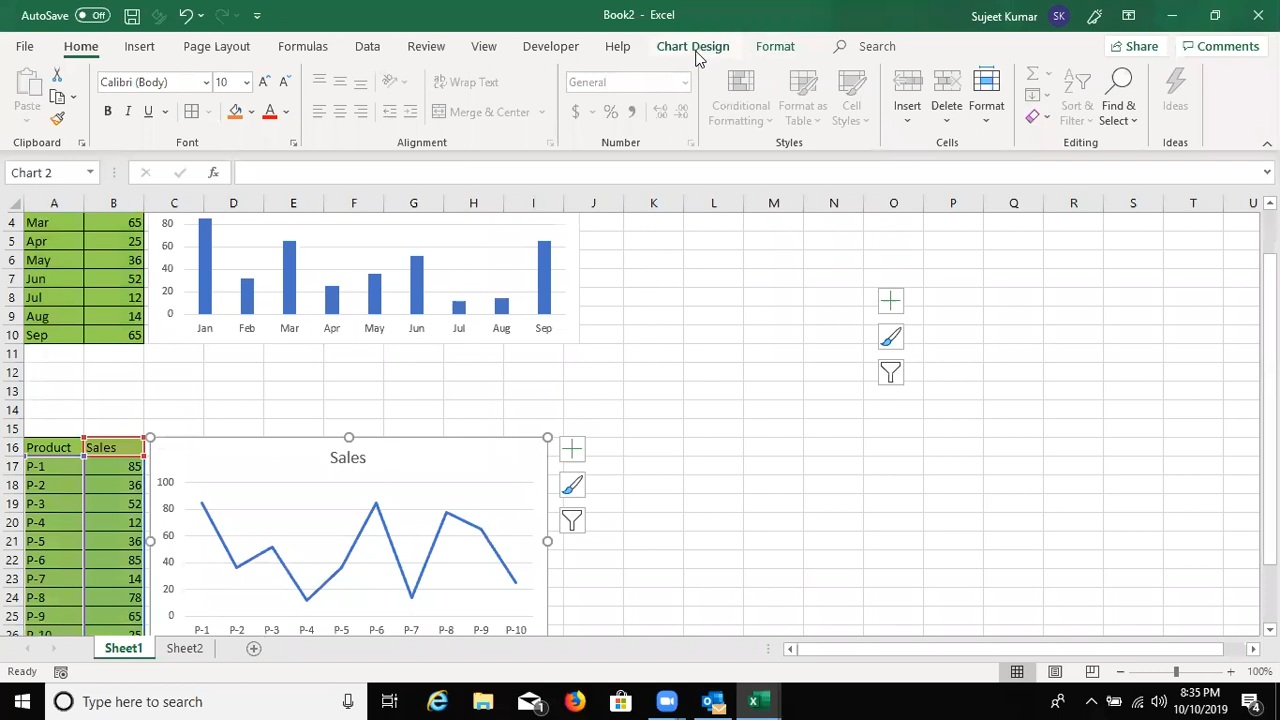 AutoSave Off Book2 - Excel Sujeet Kumar SK
File Home Insert Page Layout Formulas Data Review View Developer Help Chart Design Format Search Share Comments
Paste Calibri (Body) 10 Wrap Text General Conditional Formatting Format as Table Cell Styles Insert Delete Format Sort & Filter Find & Select Ideas
B I U A Merge & Center $ %
Clipboard Font Alignment Number Styles Cells Editing Ideas
Chart 2 fx
A B C D E F G H I J K L M N O P Q R S T U
4 Mar 65
5 Apr 25
6 May 36
7 Jun 52
8 Jul 12
9 Aug 14
10 Sep 65
11
12
13
14
15
80
60
40
20
0
Jan Feb Mar Apr May Jun Jul Aug Sep
16 Product Sales
17 P-1 85
18 P-2 36
19 P-3 52
20 P-4 12
21 P-5 36
22 P-6 85
23 P-7 14
24 P-8 78
25 P-9 65
26 P-10 25
Sales
100
80
60
40
20
0
P-1 P-2 P-3 P-4 P-5 P-6 P-7 P-8 P-9 P-10
Sheet1 Sheet2
Ready 100%
Type here to search 8:35 PM
10/10/2019